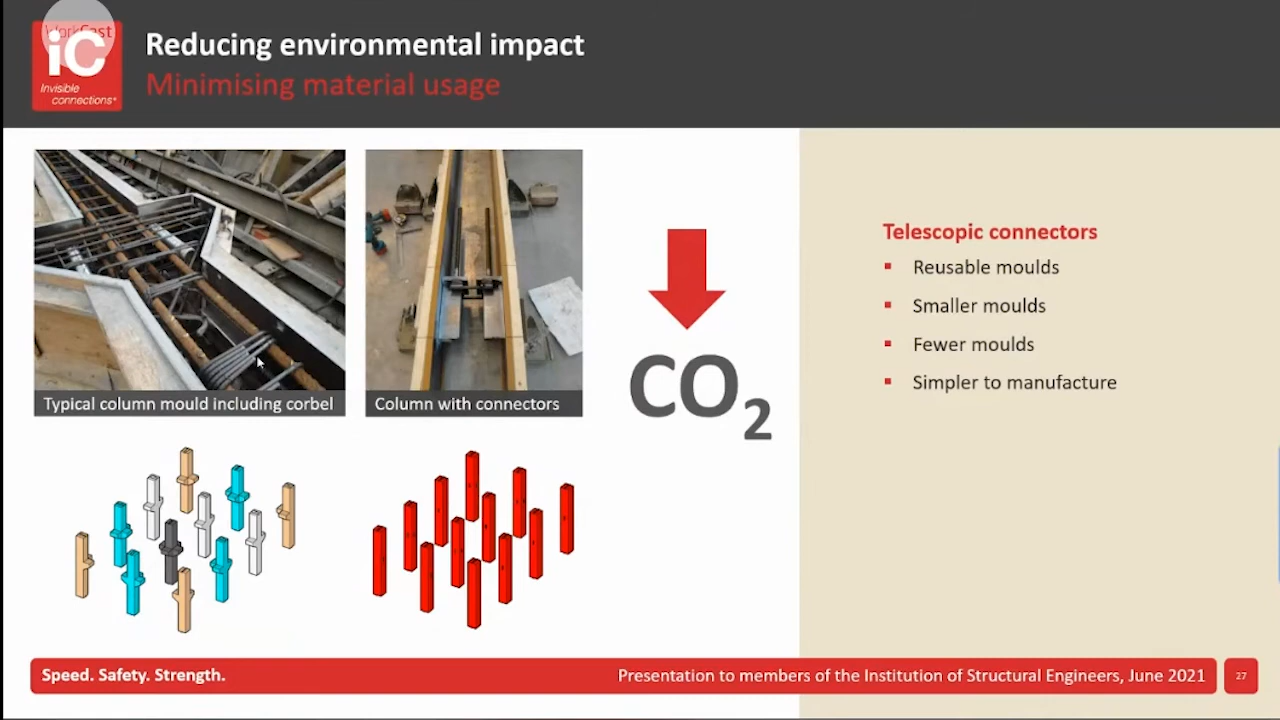 WorkCast
iC
Invisible
connections®
Reducing environmental impact
Minimising material usage
Typical column mould including corbel
Column with connectors
CO2
Telescopic connectors
Reusable moulds
Smaller moulds
Fewer moulds
Simpler to manufacture
Speed. Safety. Strength.
Presentation to members of the Institution of Structural Engineers, June 2021
27